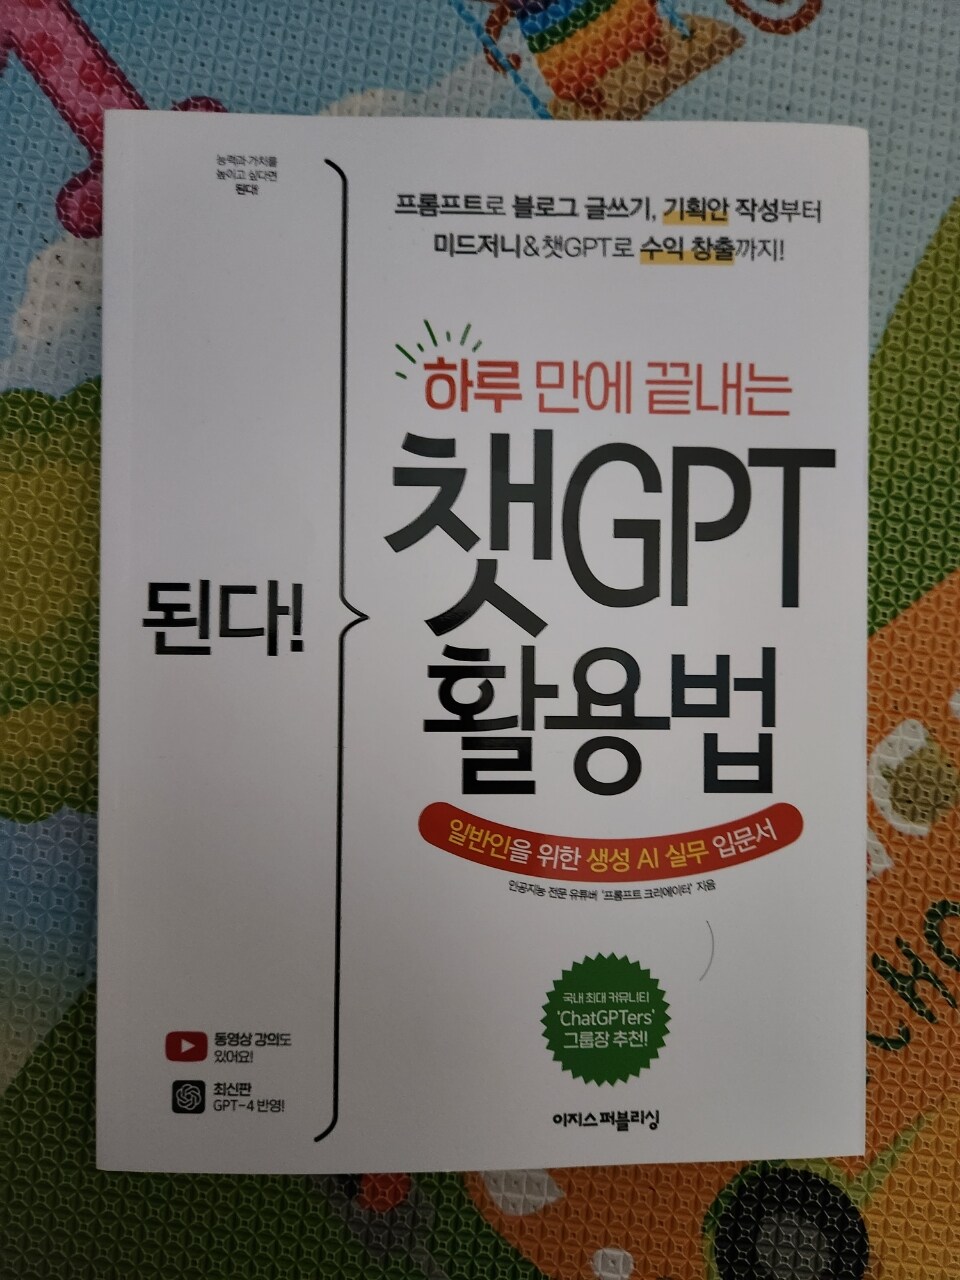 능력과 가치를
높이고 싶다면
된다!
된다!
프롬프트로 블로그 글쓰기, 기획안 작성부터
미드저니&챗GPT로 수익 창출까지!
하루 만에 끝내는
챗GPT
활용법
일반인을 위한 생성 AI 실무 입문서
인공지능 전문 유튜버 '프롬프트 크리에이터' 지음
국내 최대 커뮤니티
'ChatGPTers'
그룹장 추천!
동영상 강의도
있어요!
최신판
GPT-4 반영!
이지스 퍼블리싱